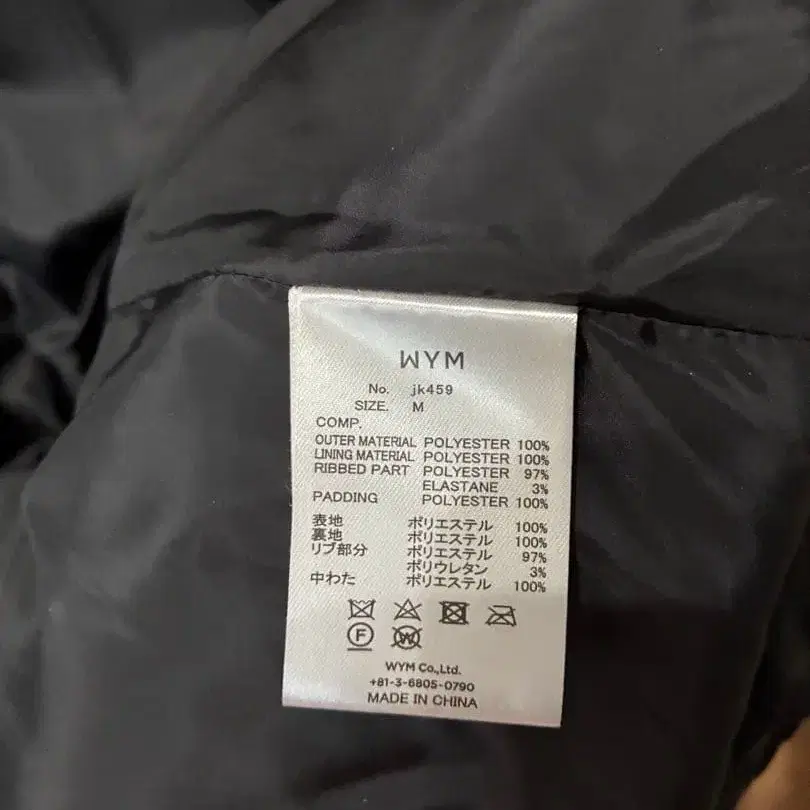 WYM
No. jk459
SIZE. M
COMP.
OUTER MATERIAL POLYESTER 100%
LINING MATERIAL POLYESTER 100%
RIBBED PART POLYESTER 97%
ELASTANE 3%
PADDING POLYESTER 100%
表地 ポリエステル 100%
裏地 ポリエステル 100%
リブ部分 ポリエステル 97%
ポリウレタン 3%
中わた ポリエステル 100%
F W
WYM Co.,Ltd.
+81-3-6805-0790
MADE IN CHINA